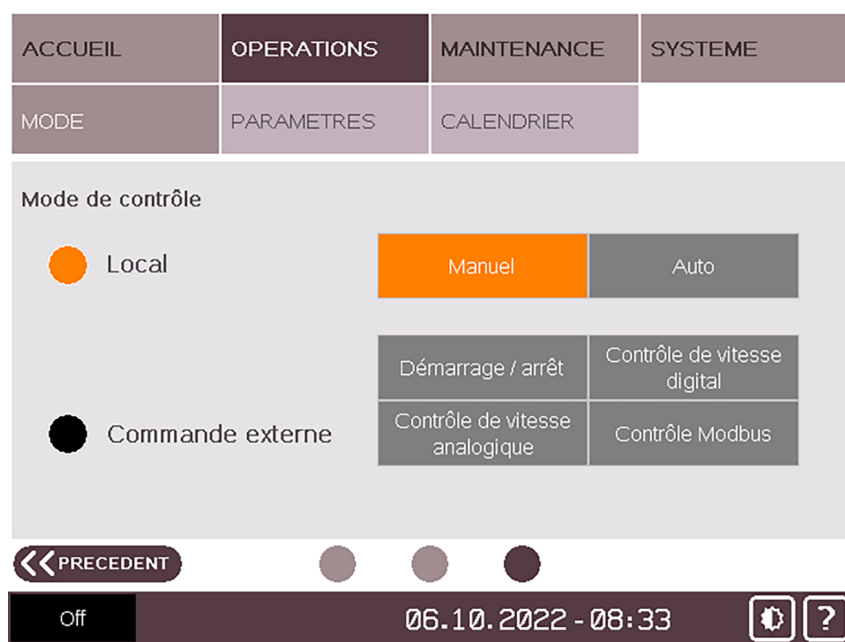 ACCUEIL OPERATIONS MAINTENANCE SYSTEME
MODE PARAMETRES CALENDRIER
Mode de contrôle
Local Manuel Auto
Démarrage / arrêt Contrôle de vitesse digital
Commande externe Contrôle de vitesse analogique Contrôle Modbus
PRECEDENT
Off 06.10.2022 - 08:33 ?